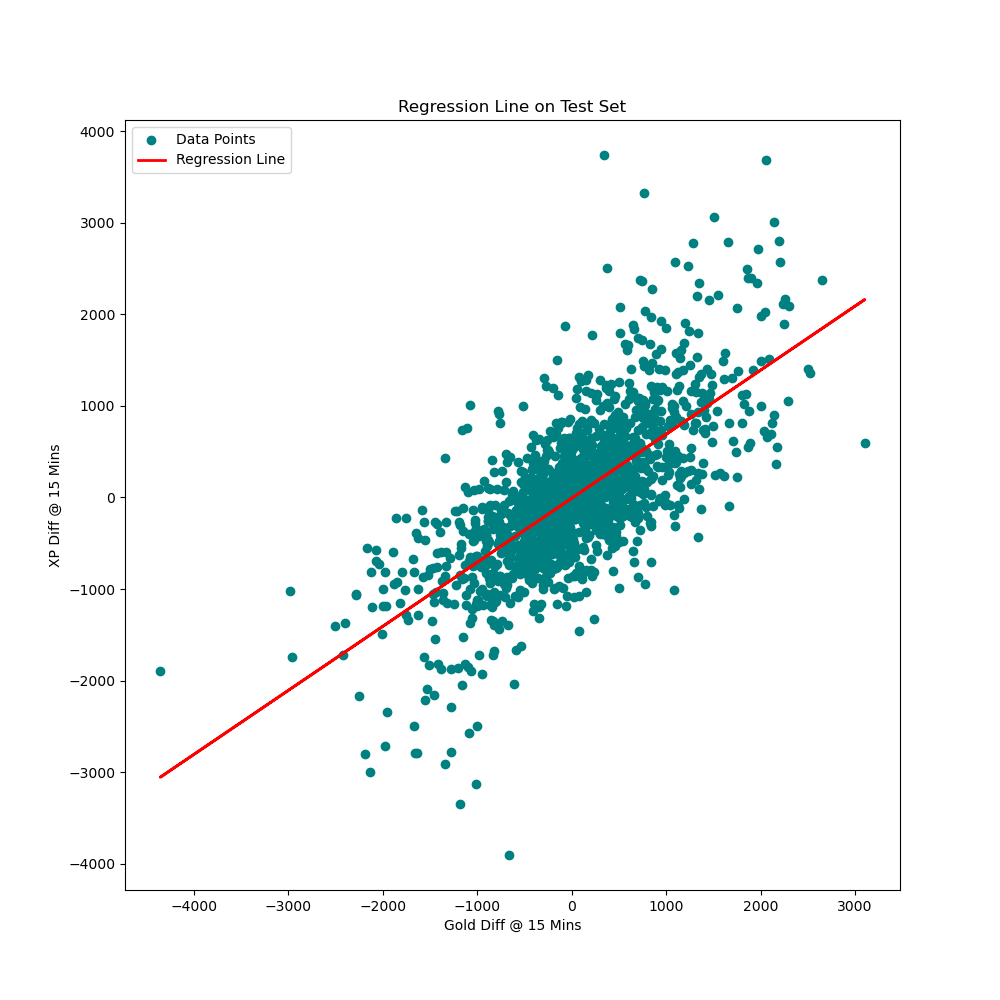 Regression Line on Test Set
Data Points
Regression Line
4000
3000
2000
1000
0
−1000
−2000
−3000
−4000
XP Diff @ 15 Mins
−4000 −3000 −2000 −1000 0 1000 2000 3000
Gold Diff @ 15 Mins